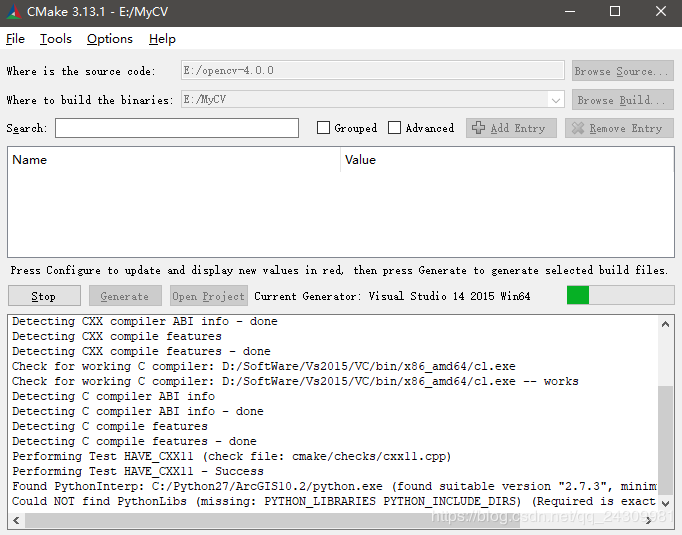 CMake 3.13.1 - E:/MyCV
File Tools Options Help
Where is the source code: E:/opencv-4.0.0 Browse Source...
Where to build the binaries: E:/MyCV Browse Build...
Search: Grouped Advanced Add Entry Remove Entry
Name Value
Press Configure to update and display new values in red, then press Generate to generate selected build files.
Stop Generate Open Project Current Generator: Visual Studio 14 2015 Win64
Detecting CXX compiler ABI info - done
Detecting CXX compile features
Detecting CXX compile features - done
Check for working C compiler: D:/SoftWare/Vs2015/VC/bin/x86_amd64/cl.exe
Check for working C compiler: D:/SoftWare/Vs2015/VC/bin/x86_amd64/cl.exe -- works
Detecting C compiler ABI info
Detecting C compiler ABI info - done
Detecting C compile features
Detecting C compile features - done
Performing Test HAVE_CXX11 (check file: cmake/checks/cxx11.cpp)
Performing Test HAVE_CXX11 - Success
Found PythonInterp: C:/Python27/ArcGIS10.2/python.exe (found suitable version "2.7.3", minim
Could NOT find PythonLibs (missing: PYTHON_LIBRARIES PYTHON_INCLUDE_DIRS) (Required is exact
https://blog.csdn.net/qq_24309981